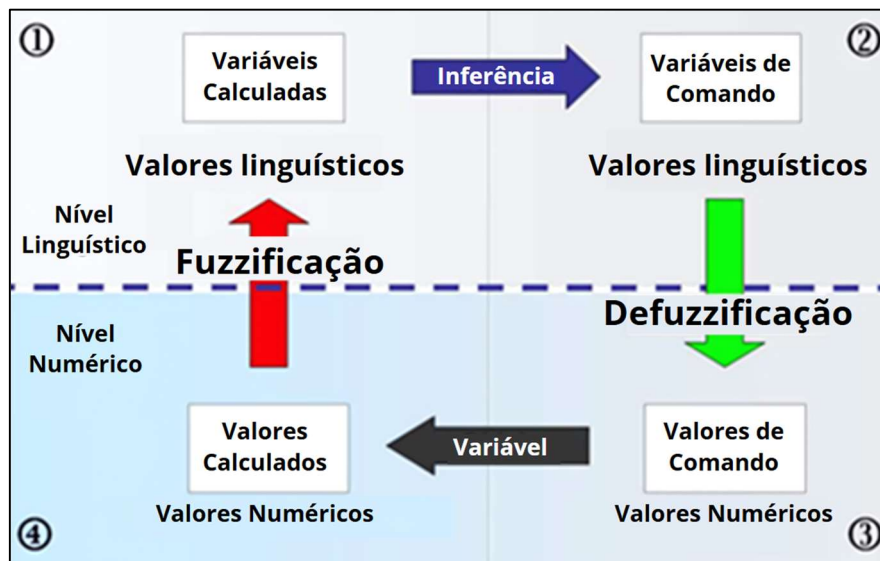 ①
②
Variáveis
Calculadas
Inferência
Variáveis de
Comando
Valores linguísticos
Valores linguísticos
Nível
Linguístico
Fuzzificação
Defuzzificação
Nível
Numérico
Valores
Calculados
Variável
Valores de
Comando
Valores Numéricos
Valores Numéricos
④
③